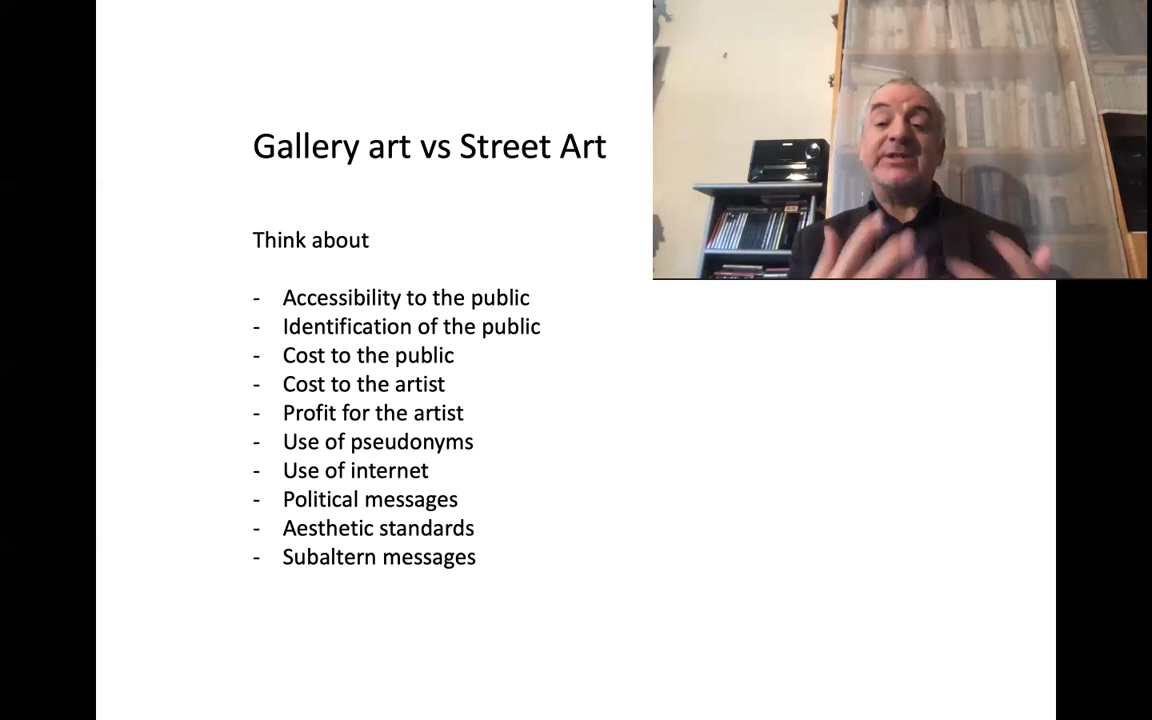 Gallery art vs Street Art
Think about
- Accessibility to the public
- Identification of the public
- Cost to the public
- Cost to the artist
- Profit for the artist
- Use of pseudonyms
- Use of internet
- Political messages
- Aesthetic standards
- Subaltern messages